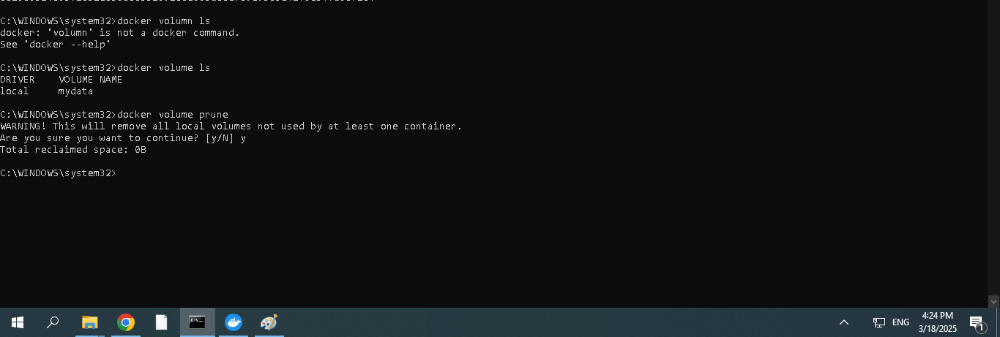 C:\WINDOWS\system32>docker volumn ls
docker: 'volumn' is not a docker command.
See 'docker --help'
C:\WINDOWS\system32>docker volume ls
DRIVER    VOLUME NAME
local     mydata
C:\WINDOWS\system32>docker volume prune
WARNING! This will remove all local volumes not used by at least one container.
Are you sure you want to continue? [y/N] y
Total reclaimed space: 0B
C:\WINDOWS\system32>
ENG
4:24 PM
3/18/2025
1